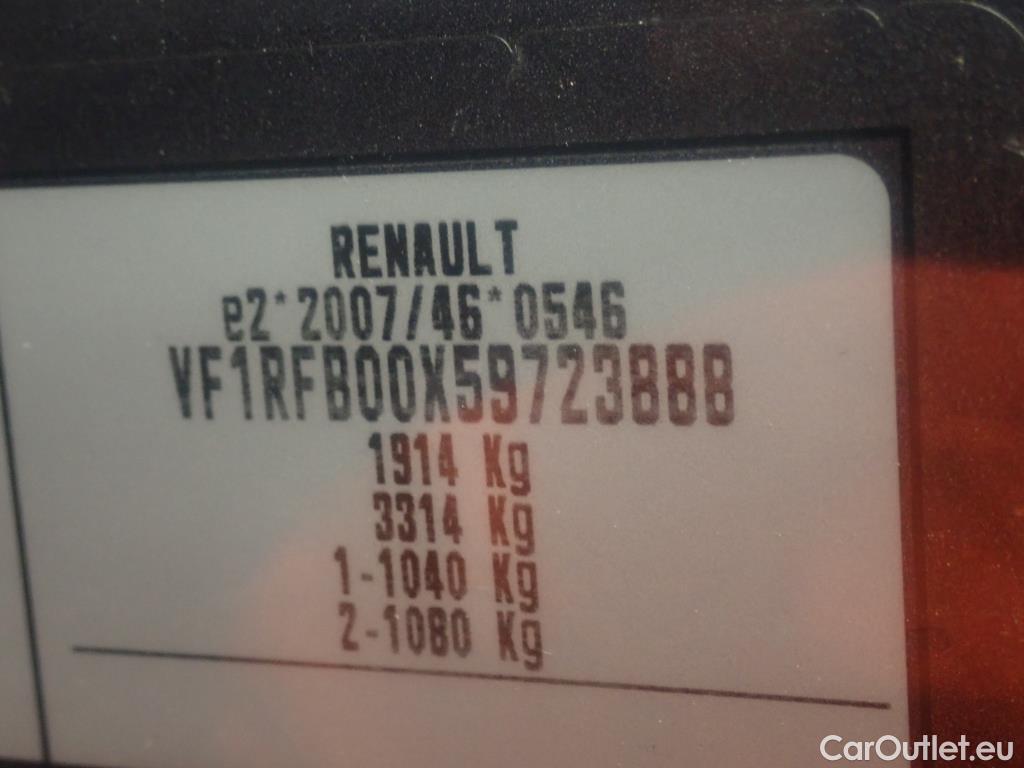 RENAULT
e2*2007/46*0546
VF1RFB00X59723888
1914 Kg
3314 Kg
1-1040 Kg
2-1080 Kg
CarOutlet.eu